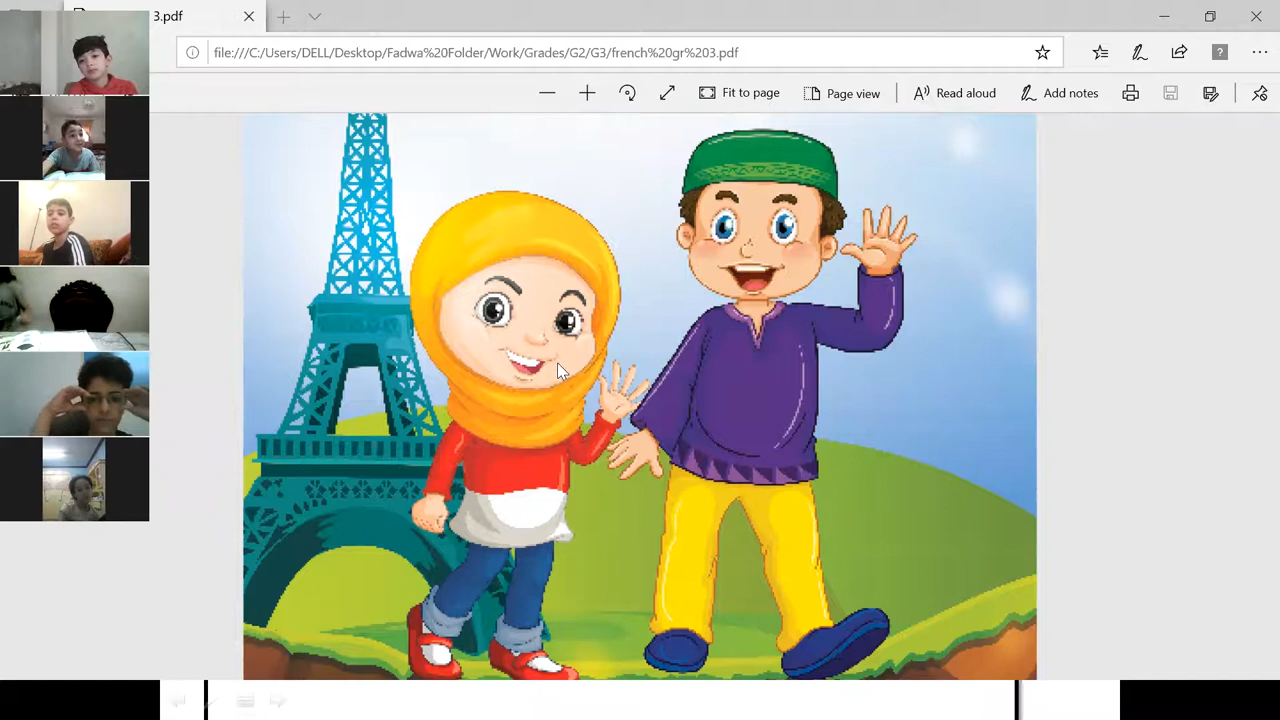 3.pdf
file:///C:/Users/DELL/Desktop/Fadwa%20Folder/Work/Grades/G2/G3/french%20gr%203.pdf
Fit to page
Page view
A Read aloud
Add notes
?